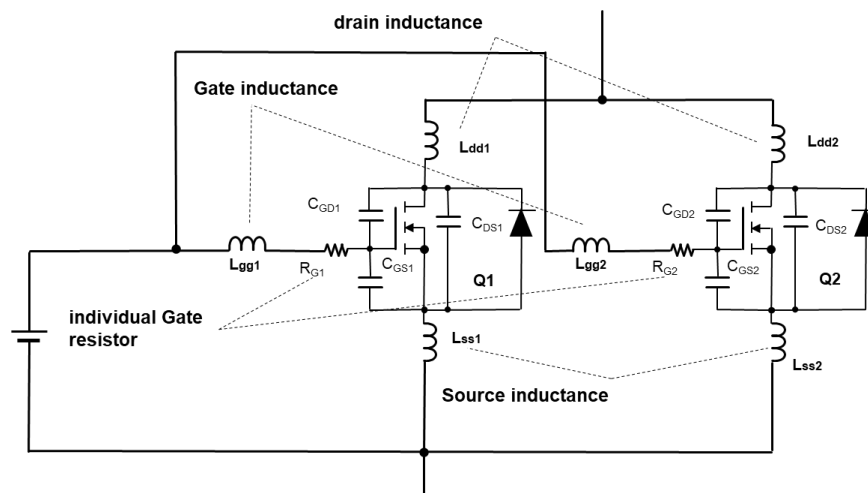 drain inductance
Gate inductance
Ldd1
Ldd2
CGD1
CDS1
CGD2
CDS2
Lgg1
RG1
CGS1
Q1
Lgg2
RG2
CGS2
Q2
individual Gate
resistor
Lss1
Lss2
Source inductance